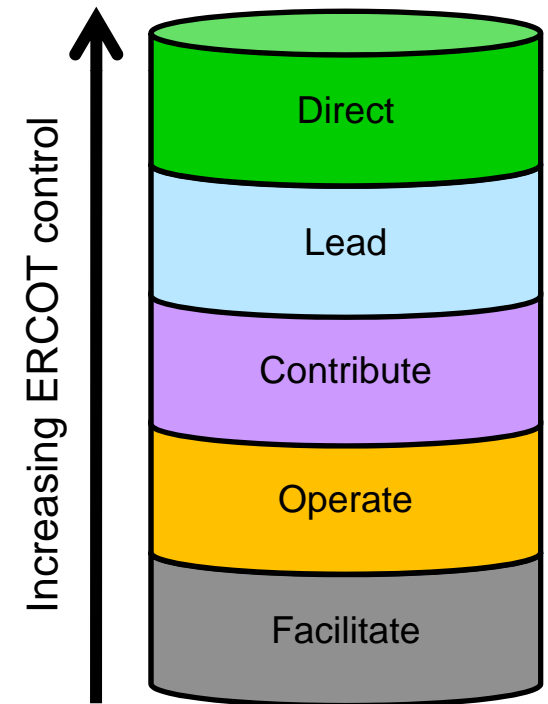 Increasing ERCOT control
Direct
Lead
Contribute
Operate
Facilitate